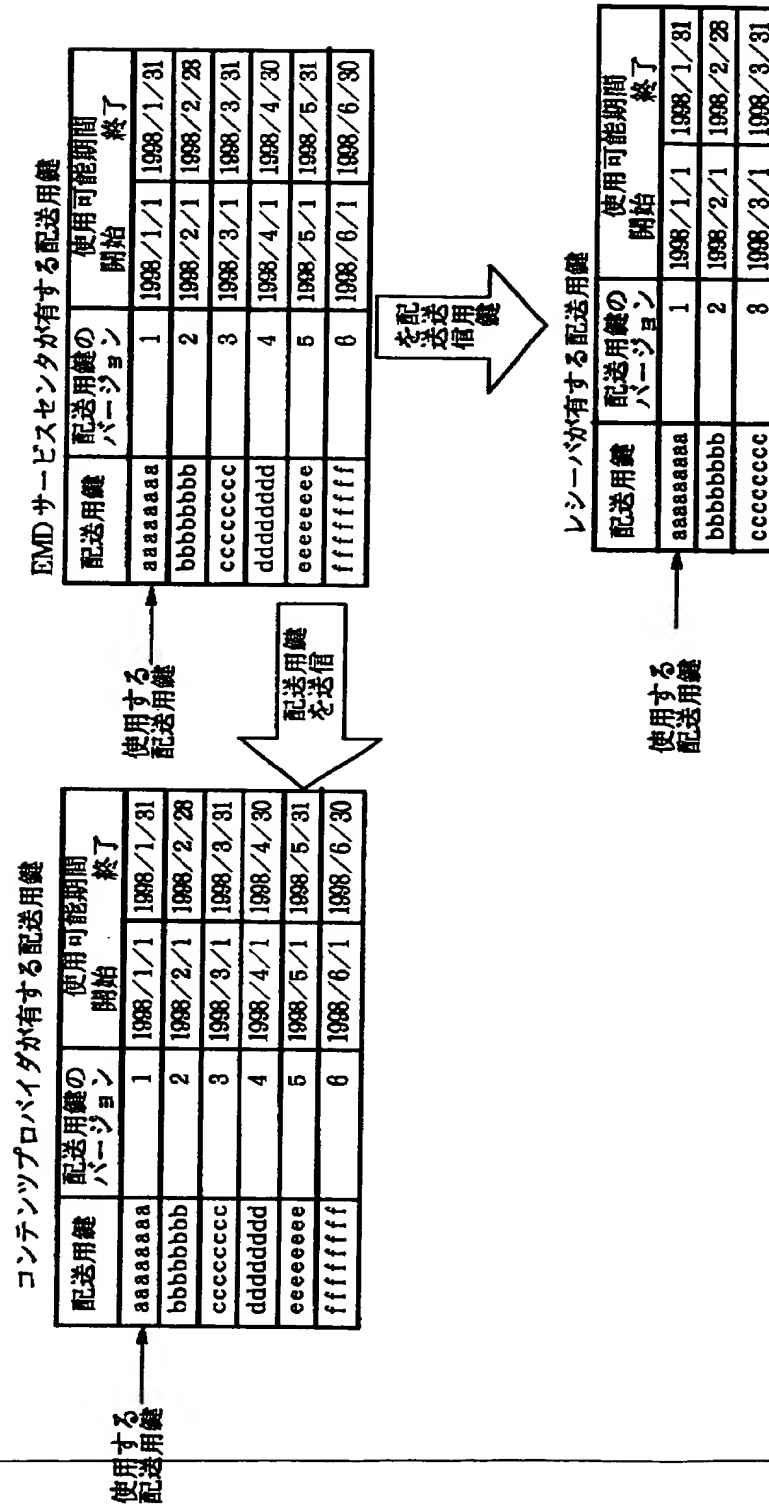 EMDサービスセンタが有する配送用鍵
配送用鍵 配送用鍵の バージョン 使用可能期間 開始 終了
aaaaaaaa 1 1998/1/1 1998/1/31
bbbbbbbb 2 1998/2/1 1998/2/28
cccccccc 3 1998/3/1 1998/3/31
dddddddd 4 1998/4/1 1998/4/30
eeeeeeee 5 1998/5/1 1998/5/31
ffffffff 6 1998/6/1 1998/6/30
使用する
配送用鍵
配送用鍵
を送信
配送用鍵
を送信
コンテンツプロバイダが有する配送用鍵
配送用鍵 配送用鍵の バージョン 使用可能期間 開始 終了
aaaaaaaa 1 1998/1/1 1998/1/31
bbbbbbbb 2 1998/2/1 1998/2/28
cccccccc 3 1998/3/1 1998/3/31
dddddddd 4 1998/4/1 1998/4/30
eeeeeeee 5 1998/5/1 1998/5/31
ffffffff 6 1998/6/1 1998/6/30
使用する
配送用鍵
レシーバが有する配送用鍵
配送用鍵 配送用鍵の バージョン 使用可能期間 開始 終了
aaaaaaaa 1 1998/1/1 1998/1/31
bbbbbbbb 2 1998/2/1 1998/2/28
cccccccc 3 1998/3/1 1998/3/31
使用する
配送用鍵